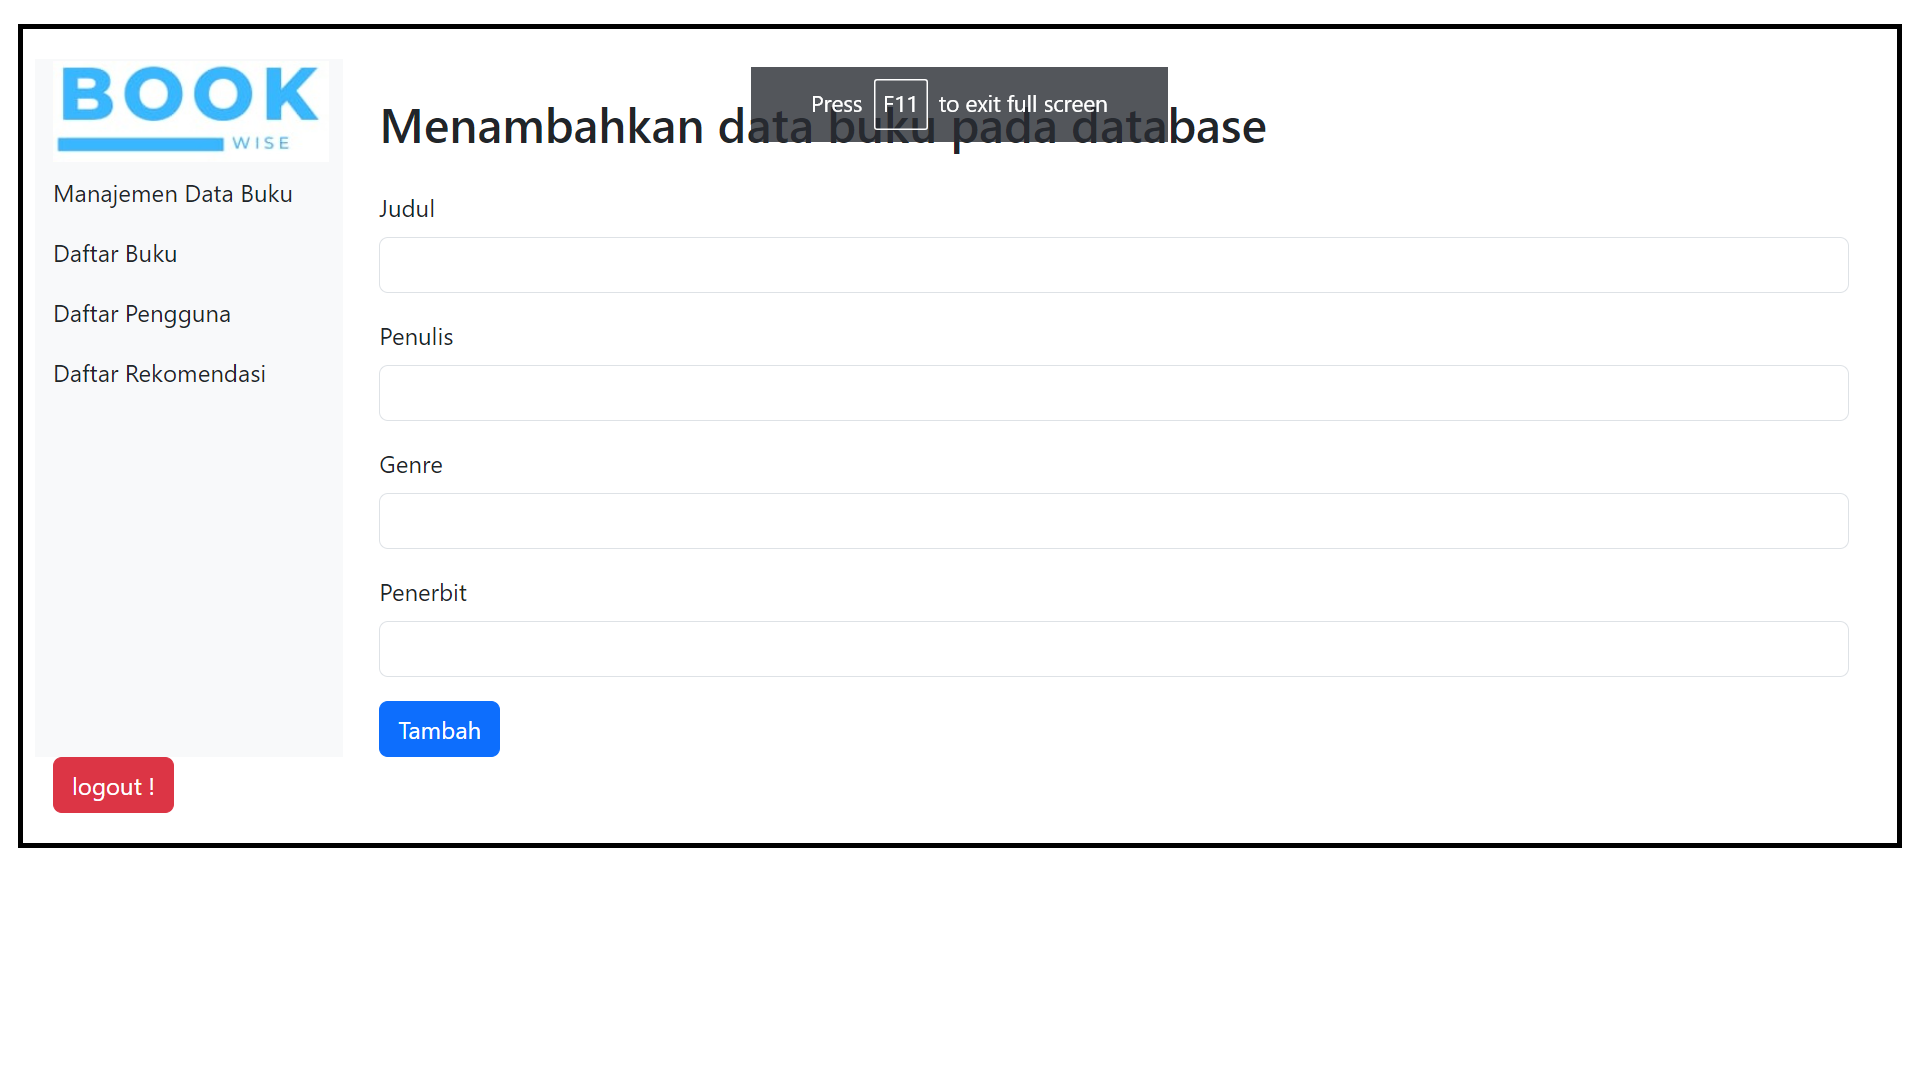 BOOK
WISE
Manajemen Data Buku
Daftar Buku
Daftar Pengguna
Daftar Rekomendasi
logout !
Press F11 to exit full screen
Menambahkan data buku pada database
Judul
Penulis
Genre
Penerbit
Tambah